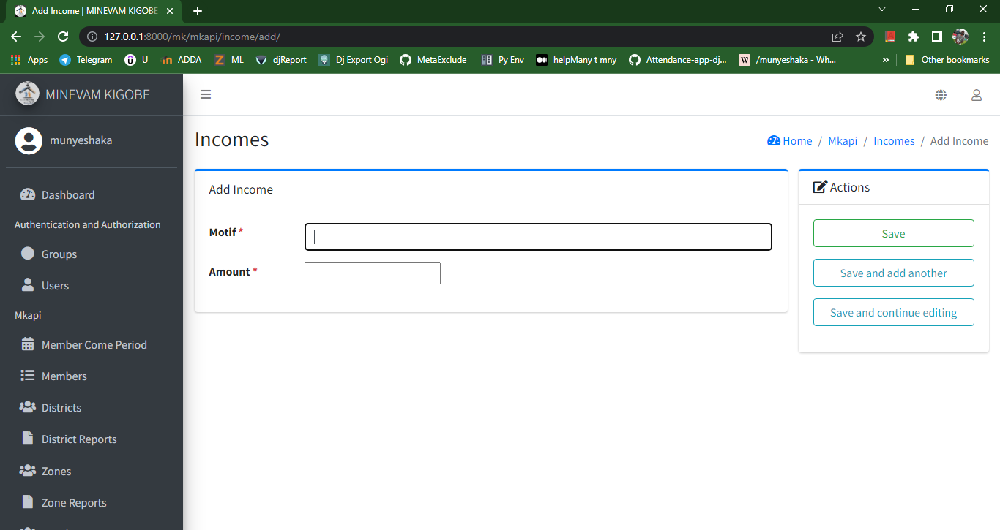 Add Income | MINEVAM KIGOBE
127.0.0.1:8000/mk/mkapi/income/add/
Apps Telegram U ADDA ML djReport Dj Export Ogi MetaExclude Py Env helpMany t mny Attendance-app-dj... W /munyeshaka - Wh... » Other bookmarks
MINEVAM KIGOBE
munyeshaka
Dashboard
Authentication and Authorization
Groups
Users
Mkapi
Member Come Period
Members
Districts
District Reports
Zones
Zone Reports
Incomes
Home / Mkapi / Incomes / Add Income
Add Income
Motif *
Amount *
Actions
Save
Save and add another
Save and continue editing